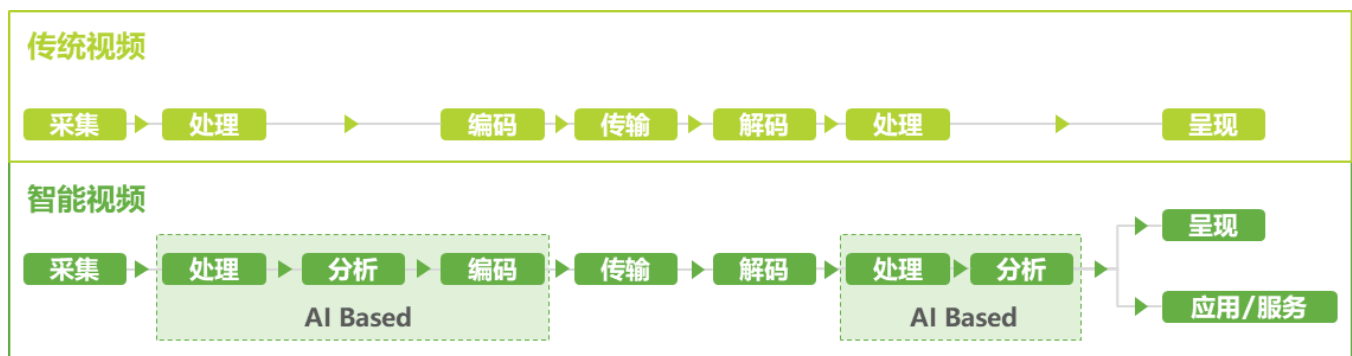 传统视频
采集 处理 编码 传输 解码 处理 呈现
智能视频
呈现
采集 处理 分析 编码 传输 解码 处理 分析
应用/服务
AI Based AI Based